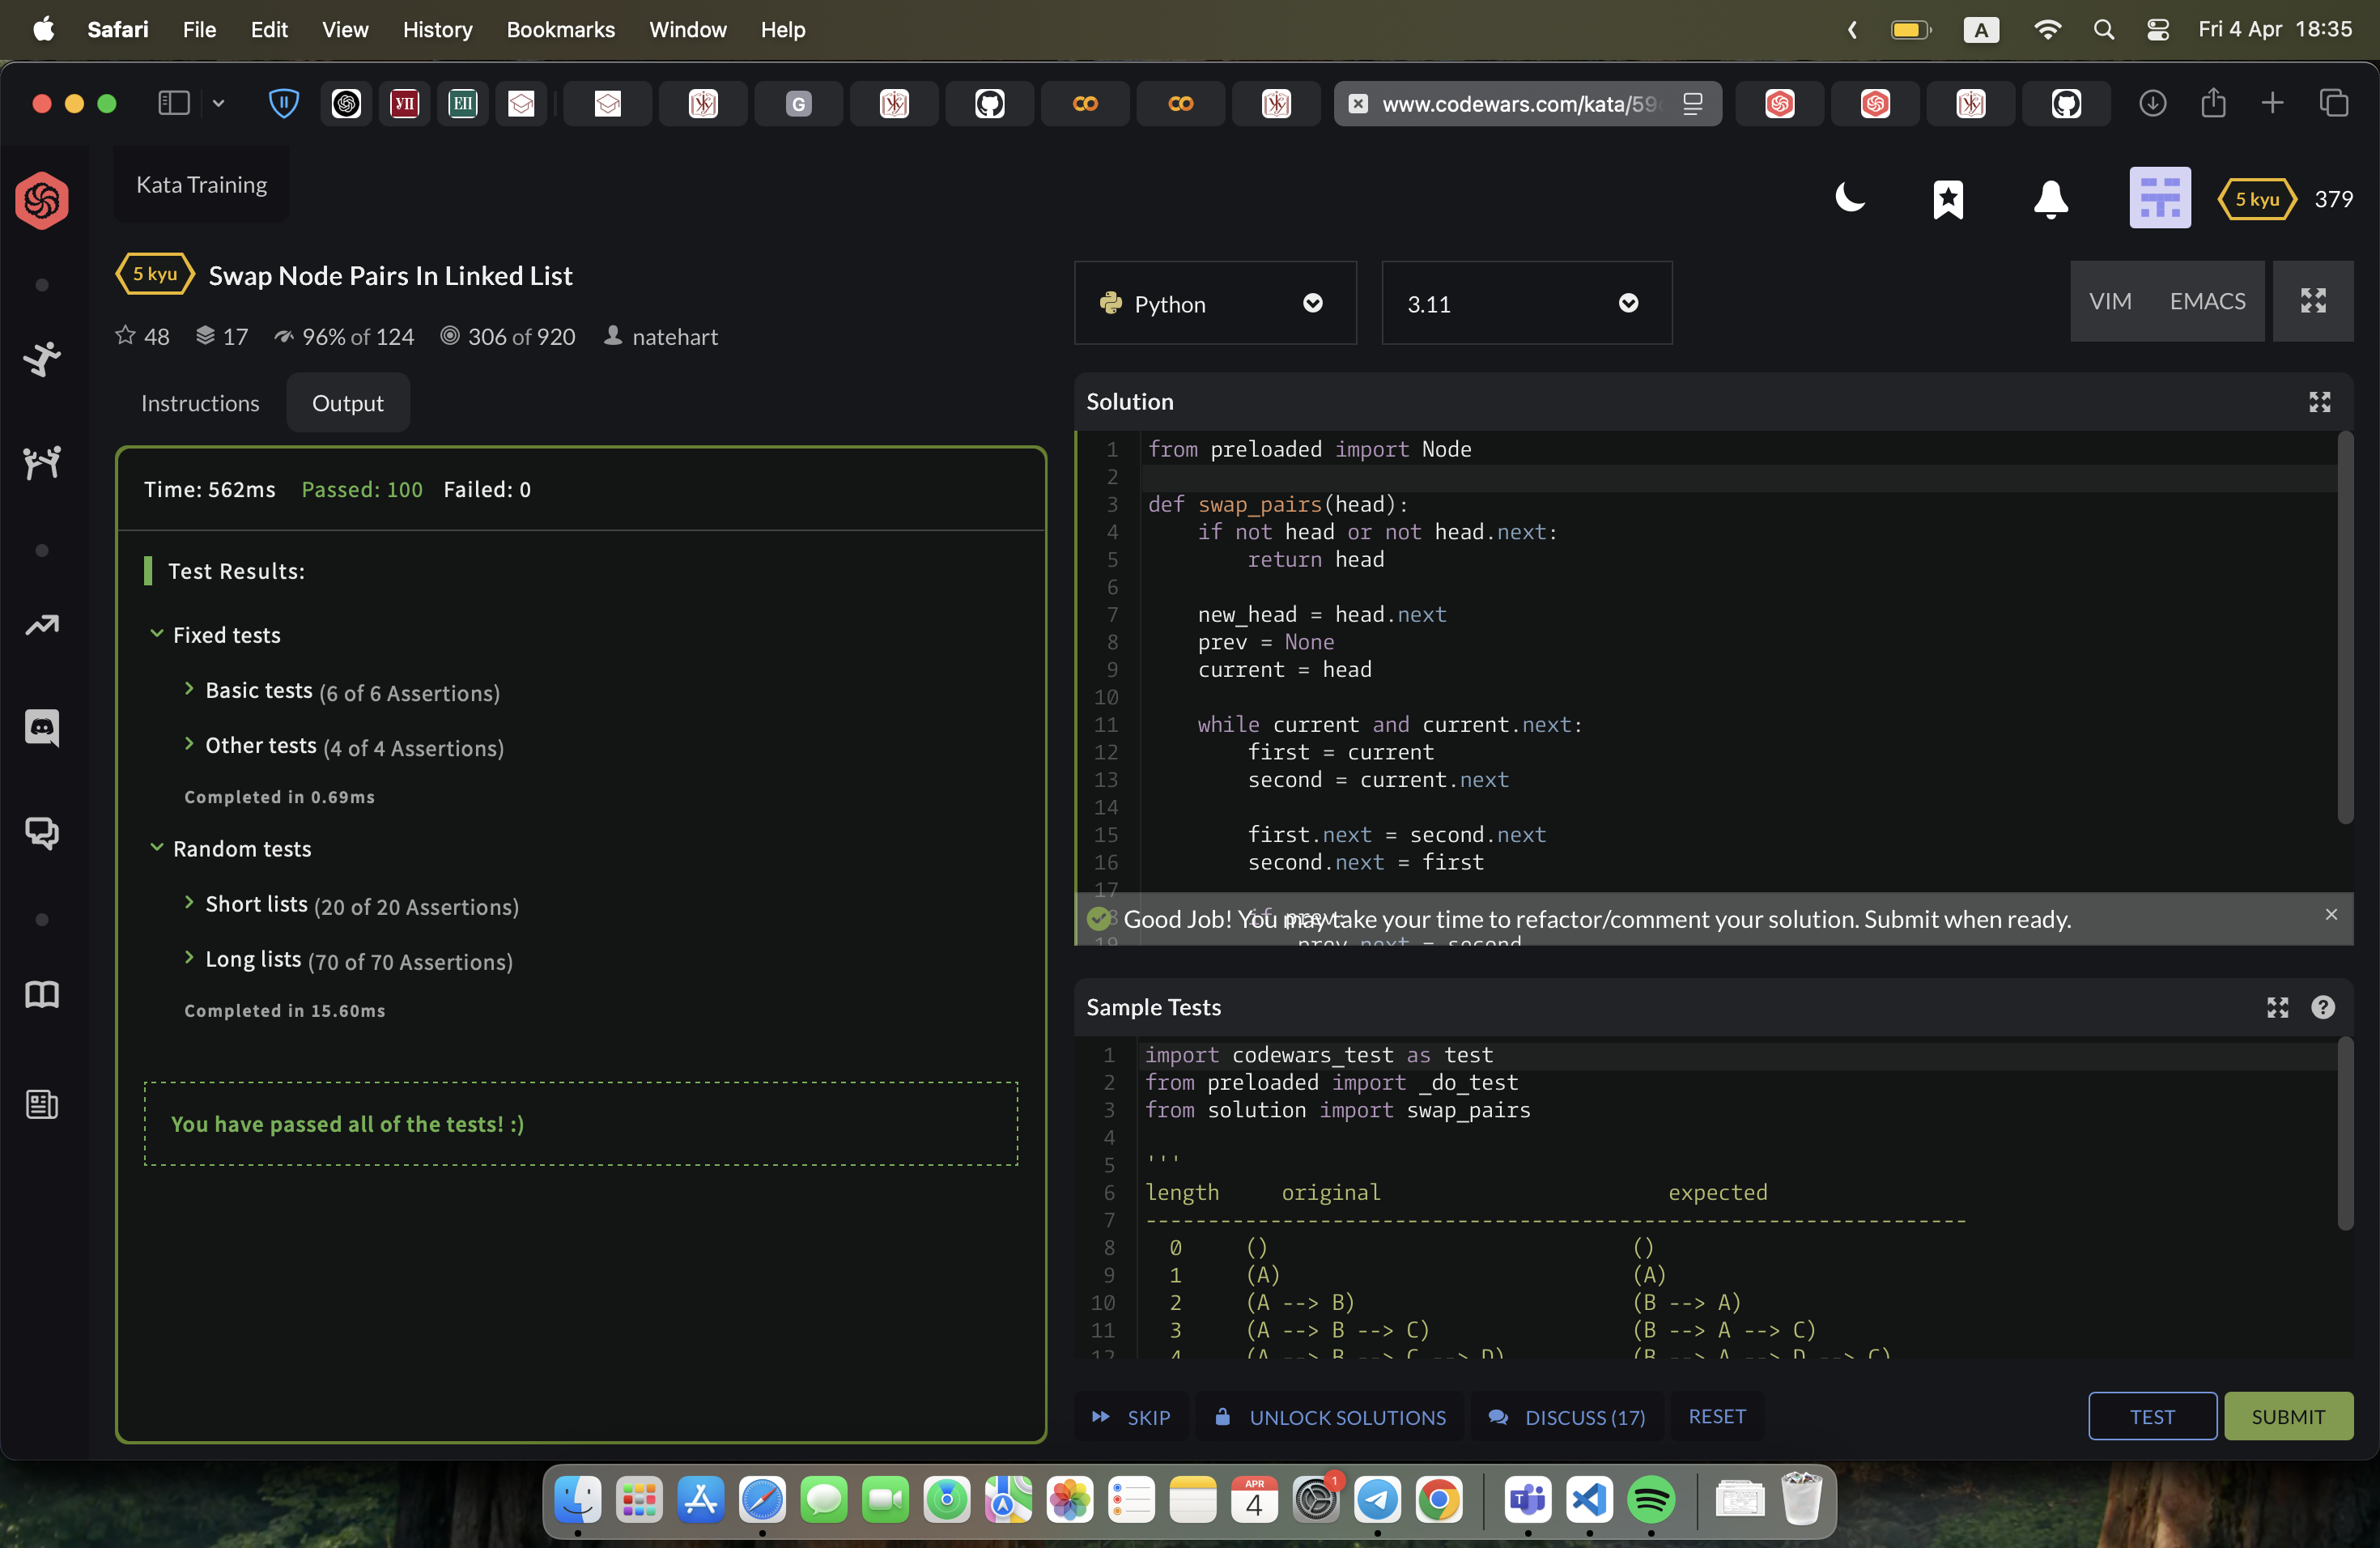 Safari File Edit View History Bookmarks Window Help A Fri 4 Apr 18:35
УП ЕП G www.codewars.com/kata/59
Kata Training
5 kyu 379
5 kyu Swap Node Pairs In Linked List
48 17 96% of 124 306 of 920 natehart
Python 3.11 VIM EMACS
Instructions Output
Time: 562ms Passed: 100 Failed: 0
Test Results:
Fixed tests
Basic tests (6 of 6 Assertions)
Other tests (4 of 4 Assertions)
Completed in 0.69ms
Random tests
Short lists (20 of 20 Assertions)
Long lists (70 of 70 Assertions)
Completed in 15.60ms
You have passed all of the tests! :)
Solution
1 from preloaded import Node
2
3 def swap_pairs(head):
4 if not head or not head.next:
5 return head
6
7 new_head = head.next
8 prev = None
9 current = head
10
11 while current and current.next:
12 first = current
13 second = current.next
14
15 first.next = second.next
16 second.next = first
17
18 if prev:
Good Job! You may take your time to refactor/comment your solution. Submit when ready.
19 prev.next = second
Sample Tests
1 import codewars_test as test
2 from preloaded import _do_test
3 from solution import swap_pairs
4
5 '''
6 length original expected
7 ------------------------------------------------------------------
8 0 () ()
9 1 (A) (A)
10 2 (A --> B) (B --> A)
11 3 (A --> B --> C) (B --> A --> C)
12 4 (A --> B --> C --> D) (B --> A --> D --> C)
SKIP UNLOCK SOLUTIONS DISCUSS (17) RESET TEST SUBMIT
APR
4
1